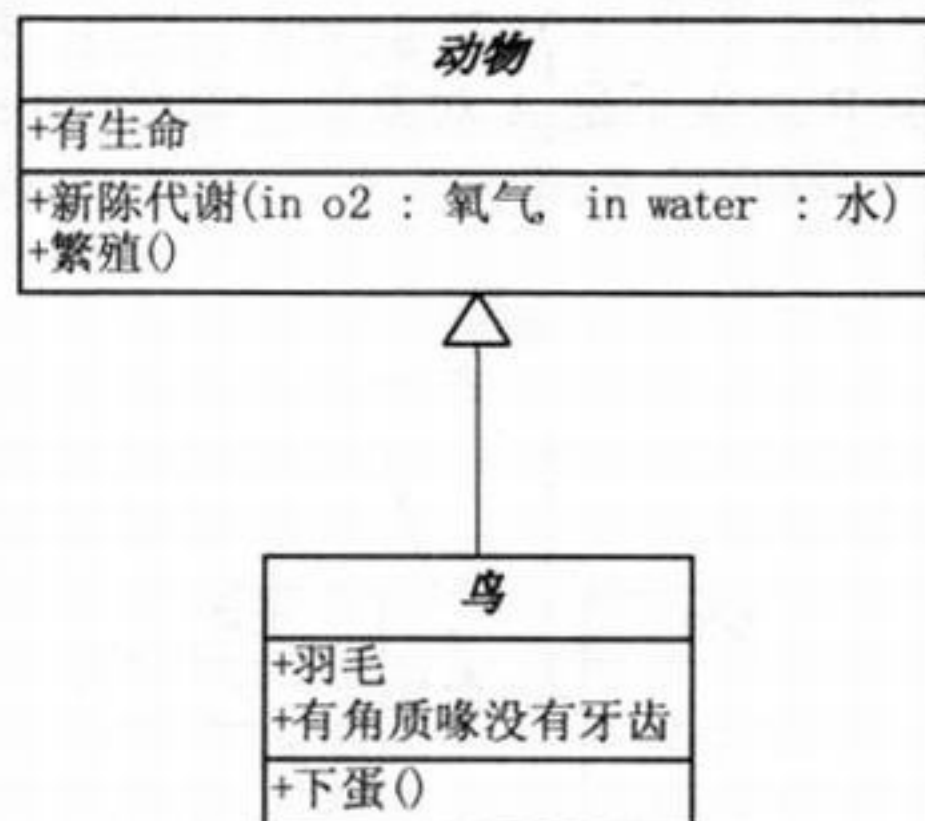 动物
+有生命
+新陈代谢(in o2 : 氧气, in water : 水)
+繁殖()
鸟
+羽毛
+有角质喙没有牙齿
+下蛋()